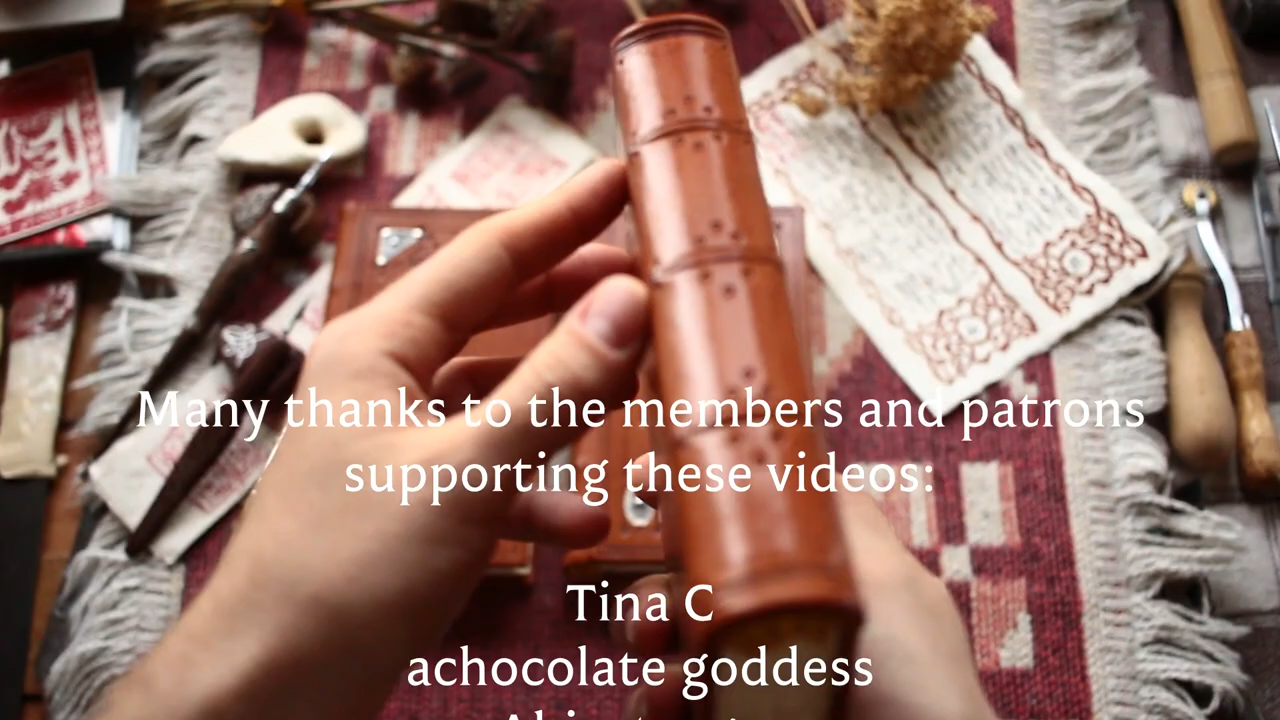 Many thanks to the members and patrons
supporting these videos:
Tina C
achocolate goddess